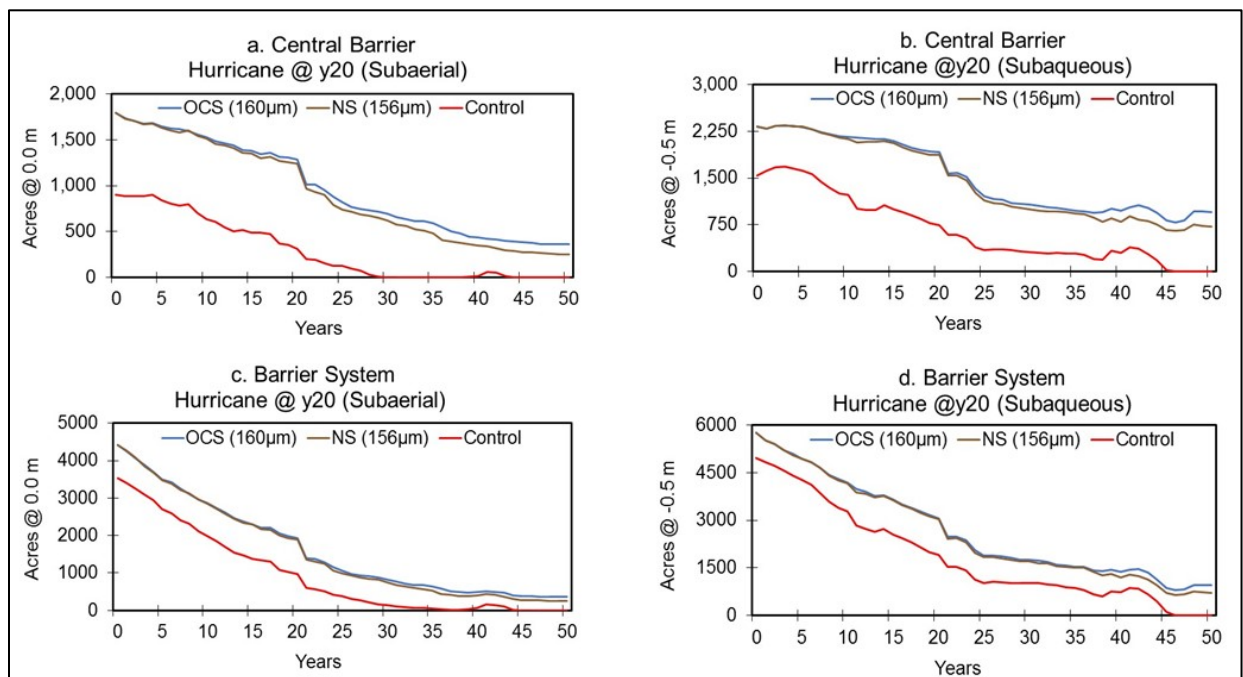 a. Central Barrier
Hurricane @ y20 (Subaerial)
Acres @ 0.0 m
2,000
1,500
1,000
500
0
OCS (160µm) NS (156µm) Control
0 5 10 15 20 25 30 35 40 45 50
Years
b. Central Barrier
Hurricane @y20 (Subaqueous)
Acres @ -0.5 m
3,000
2,250
1,500
750
0
OCS (160µm) NS (156µm) Control
0 5 10 15 20 25 30 35 40 45 50
Years
c. Barrier System
Hurricane @ y20 (Subaerial)
Acres @ 0.0 m
5000
4000
3000
2000
1000
0
OCS (160µm) NS (156µm) Control
0 5 10 15 20 25 30 35 40 45 50
Years
d. Barrier System
Hurricane @y20 (Subaqueous)
Acres @ -0.5 m
6000
4500
3000
1500
0
OCS (160µm) NS (156µm) Control
0 5 10 15 20 25 30 35 40 45 50
Years